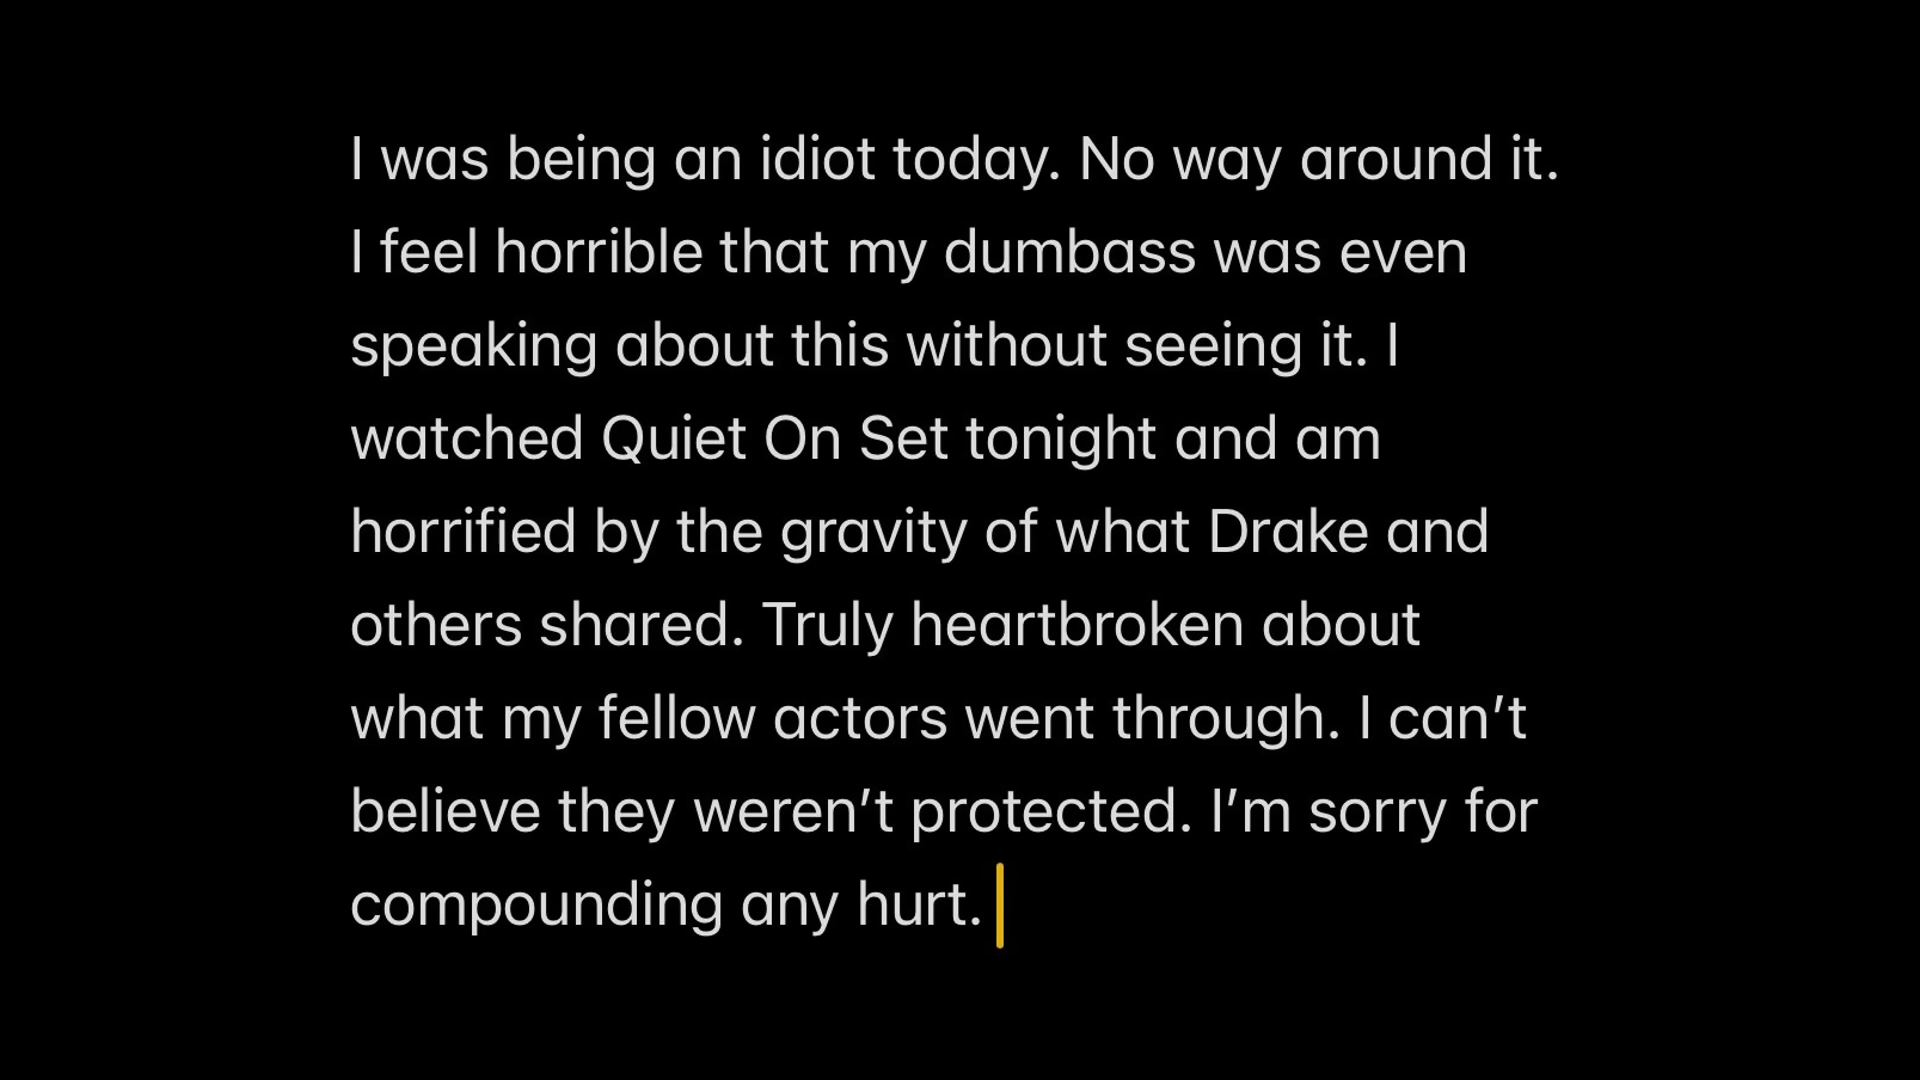 I was being an idiot today. No way around it.
I feel horrible that my dumbass was even
speaking about this without seeing it. I
watched Quiet On Set tonight and am
horrified by the gravity of what Drake and
others shared. Truly heartbroken about
what my fellow actors went through. I can’t
believe they weren’t protected. I’m sorry for
compounding any hurt.